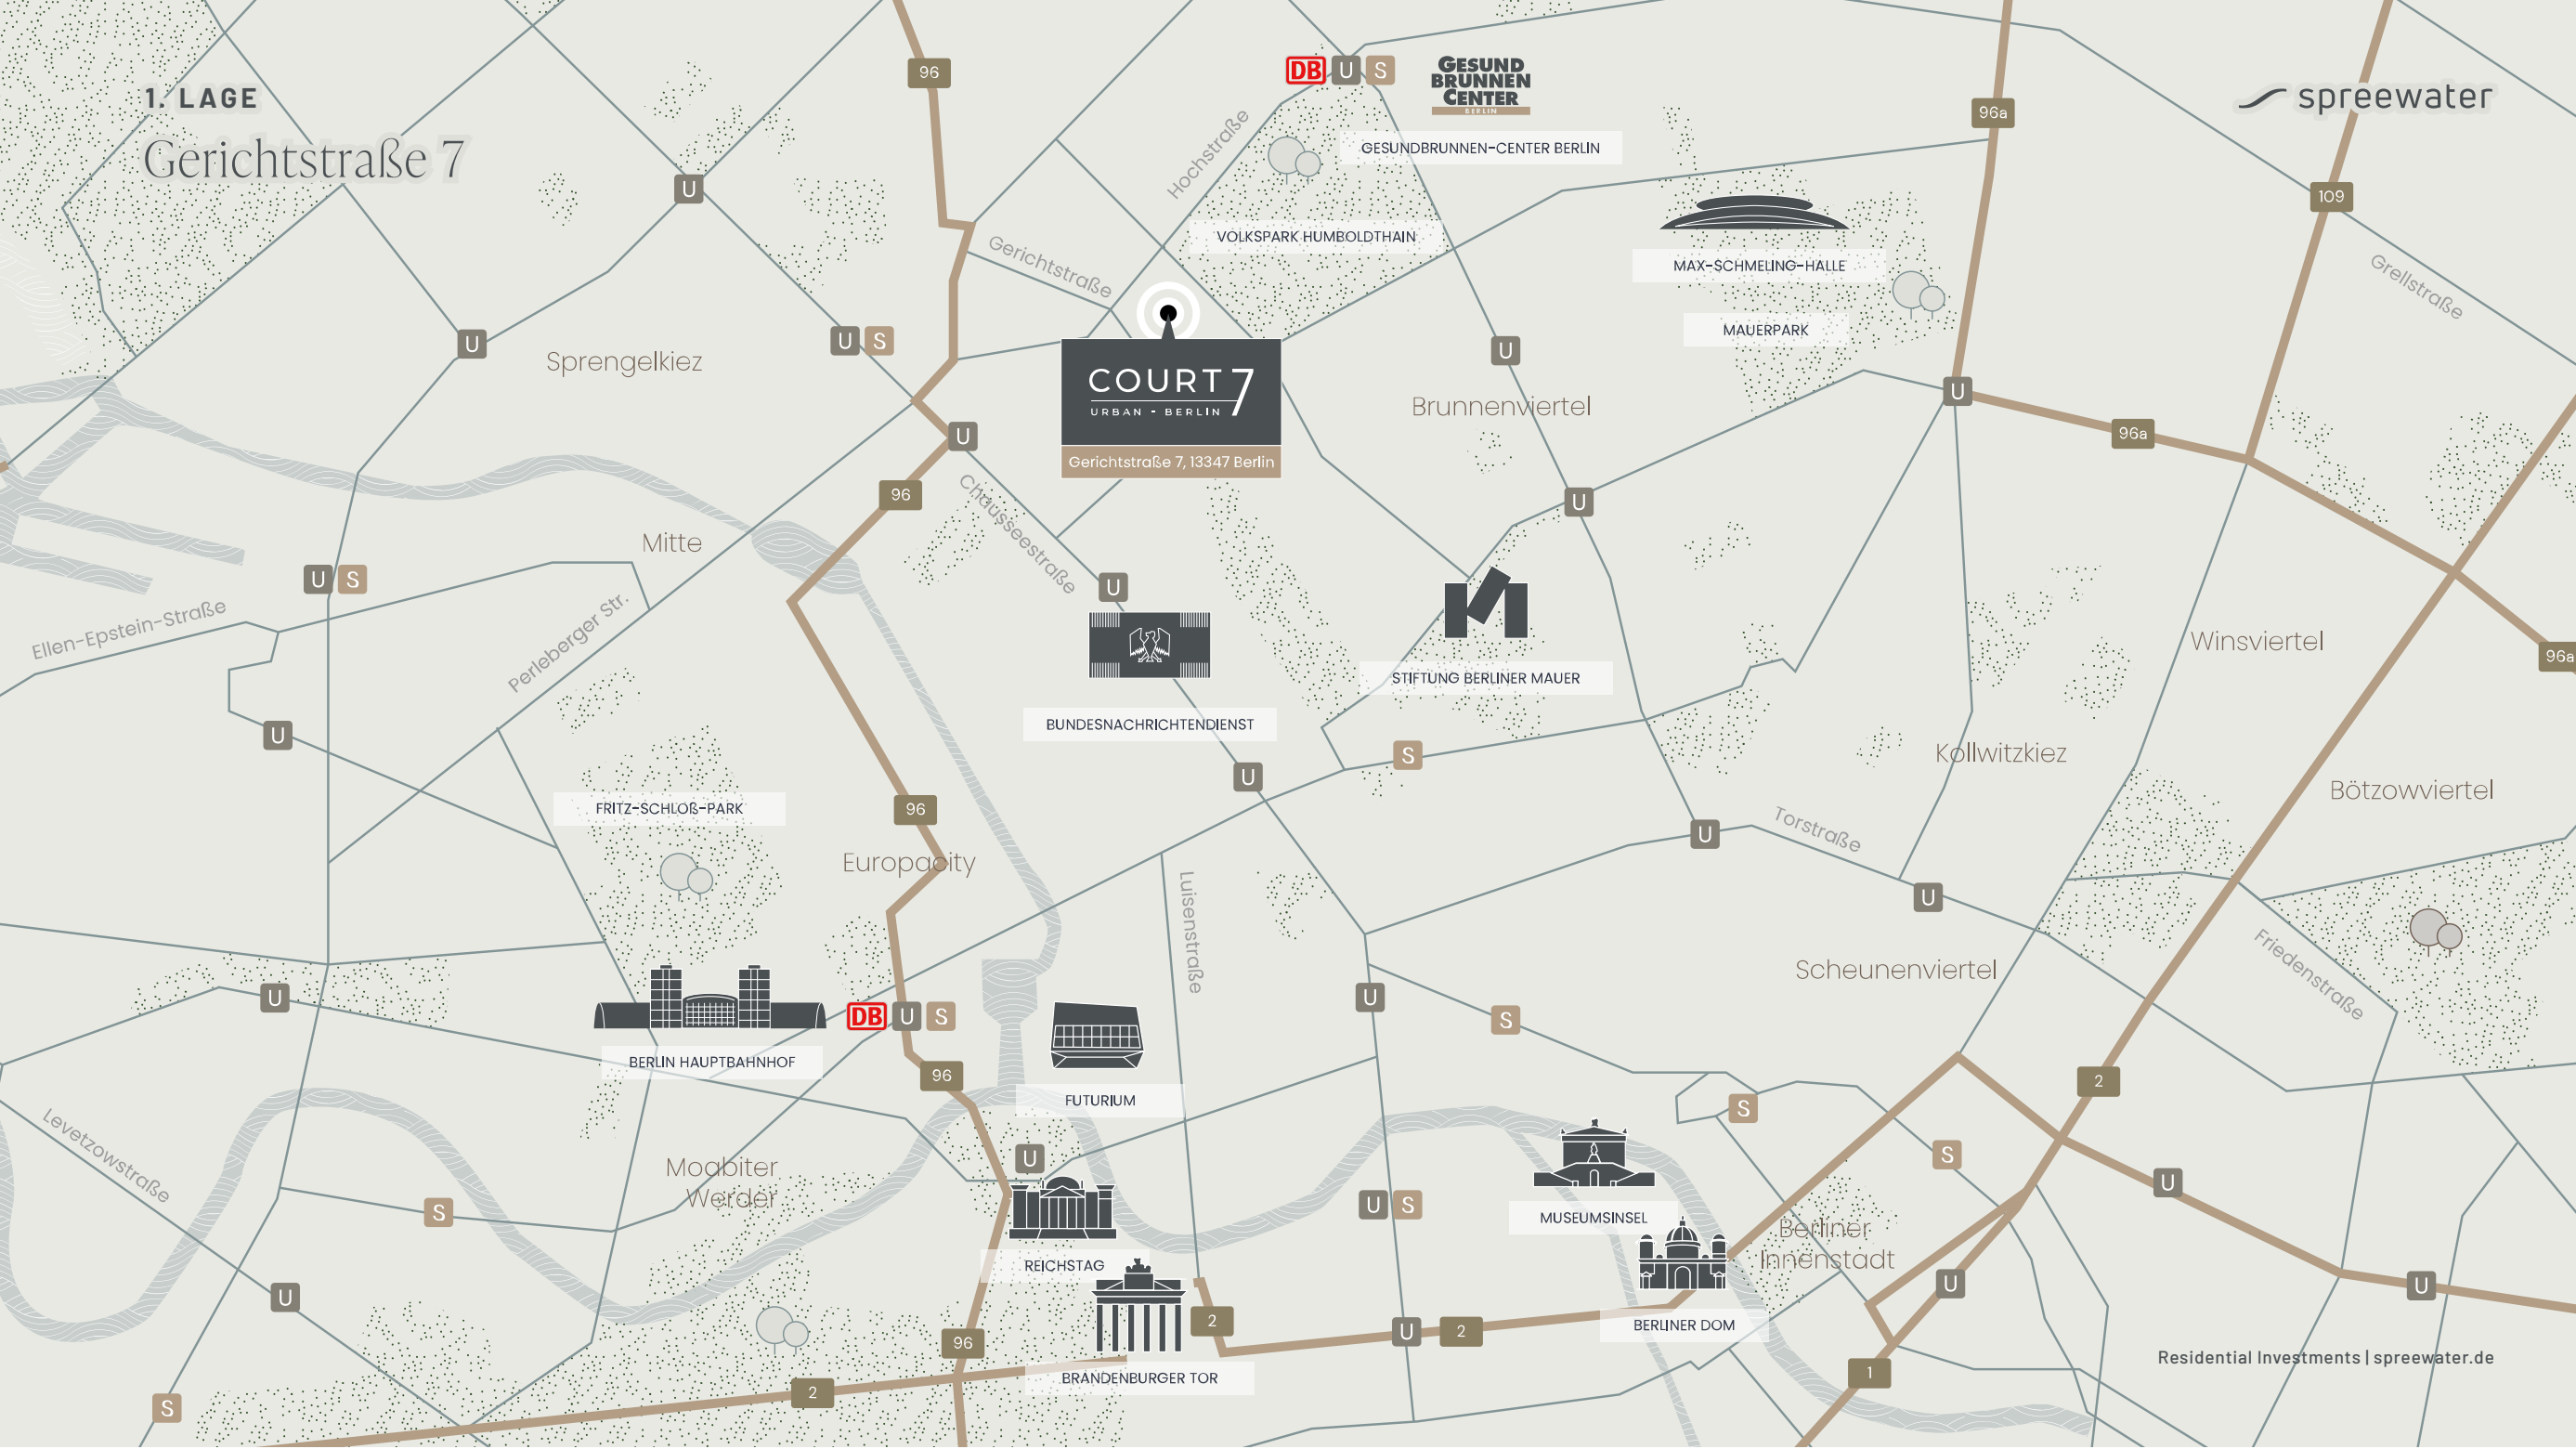 1. LAGE
Gerichtstraße 7
spreewater
96
DB U S
GESUND
BRUNNEN
CENTER
BERLIN
GESUNDBRUNNEN-CENTER BERLIN
96a
109
Hochstraße
U
VOLKSPARK HUMBOLDTHAIN
MAX-SCHMELING-HALLE
MAUERPARK
Gerichtstraße
Grellstraße
U
U S
Sprengelkiez
COURT 7
URBAN - BERLIN
Gerichtstraße 7, 13347 Berlin
U
Brunnenviertel
U
96a
U
96
Chausseestraße
U
Mitte
U S
Ellen-Epstein-Straße
Perleberger Str.
U
BUNDESNACHRICHTENDIENST
STIFTUNG BERLINER MAUER
Winsviertel
96a
U
S
U
Kollwitzkiez
Bötzowviertel
FRITZ-SCHLOß-PARK
96
Europacity
Torstraße
U
U
Luisenstraße
Scheunenviertel
Friedenstraße
U
DB U S
U
S
BERLIN HAUPTBAHNHOF
96
FUTURIUM
2
S
Levetzowstraße
Moabiter
Werder
U
S
U
S
U S
REICHSTAG
MUSEUMSINSEL
Berliner
Innenstadt
U
U
U
BERLINER DOM
2
U
2
96
BRANDENBURGER TOR
2
1
S
Residential Investments | spreewater.de